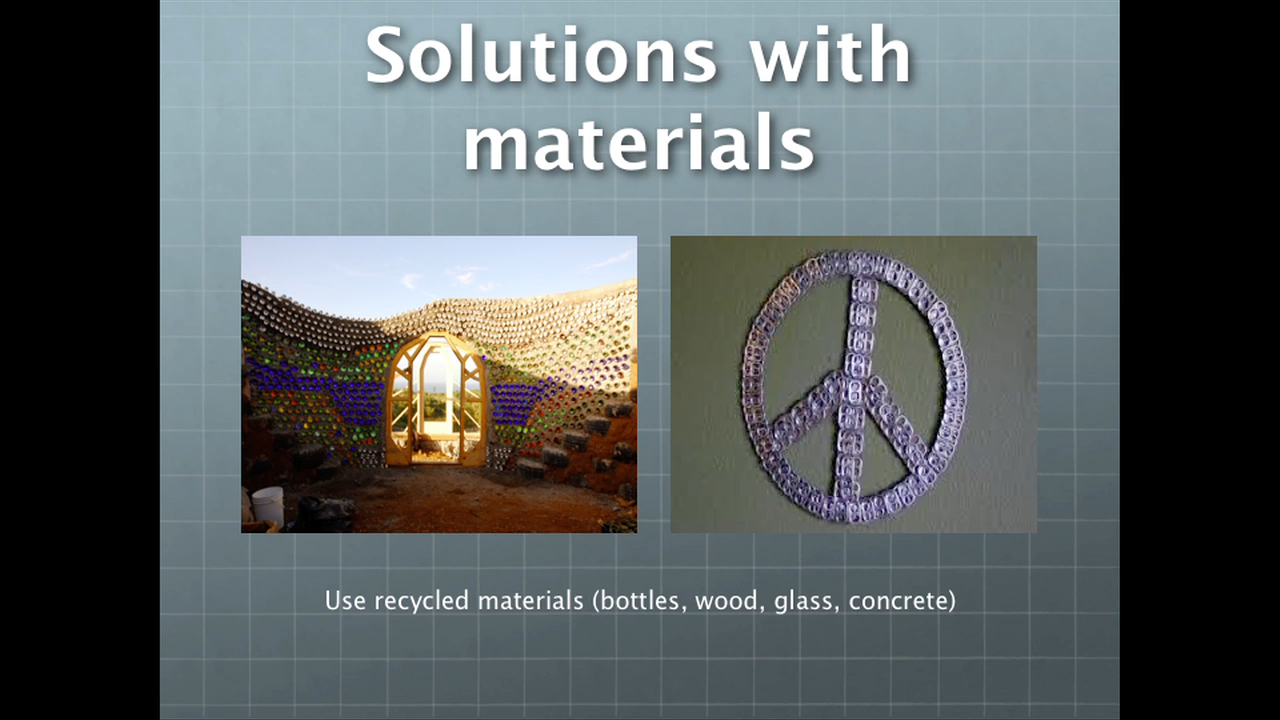 Solutions with
materials
Use recycled materials (bottles, wood, glass, concrete)